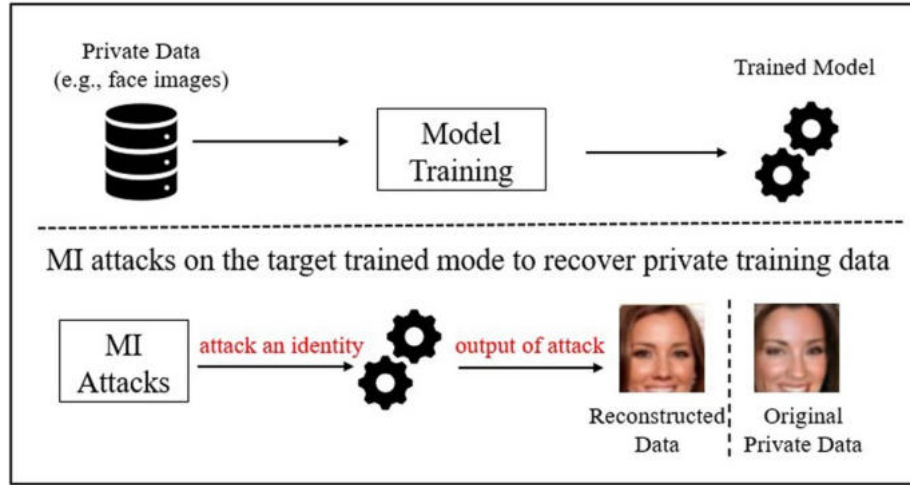 Private Data
(e.g., face images)
Trained Model
Model
Training
MI attacks on the target trained mode to recover private training data
MI
Attacks
attack an identity
output of attack
Reconstructed
Data
Original
Private Data